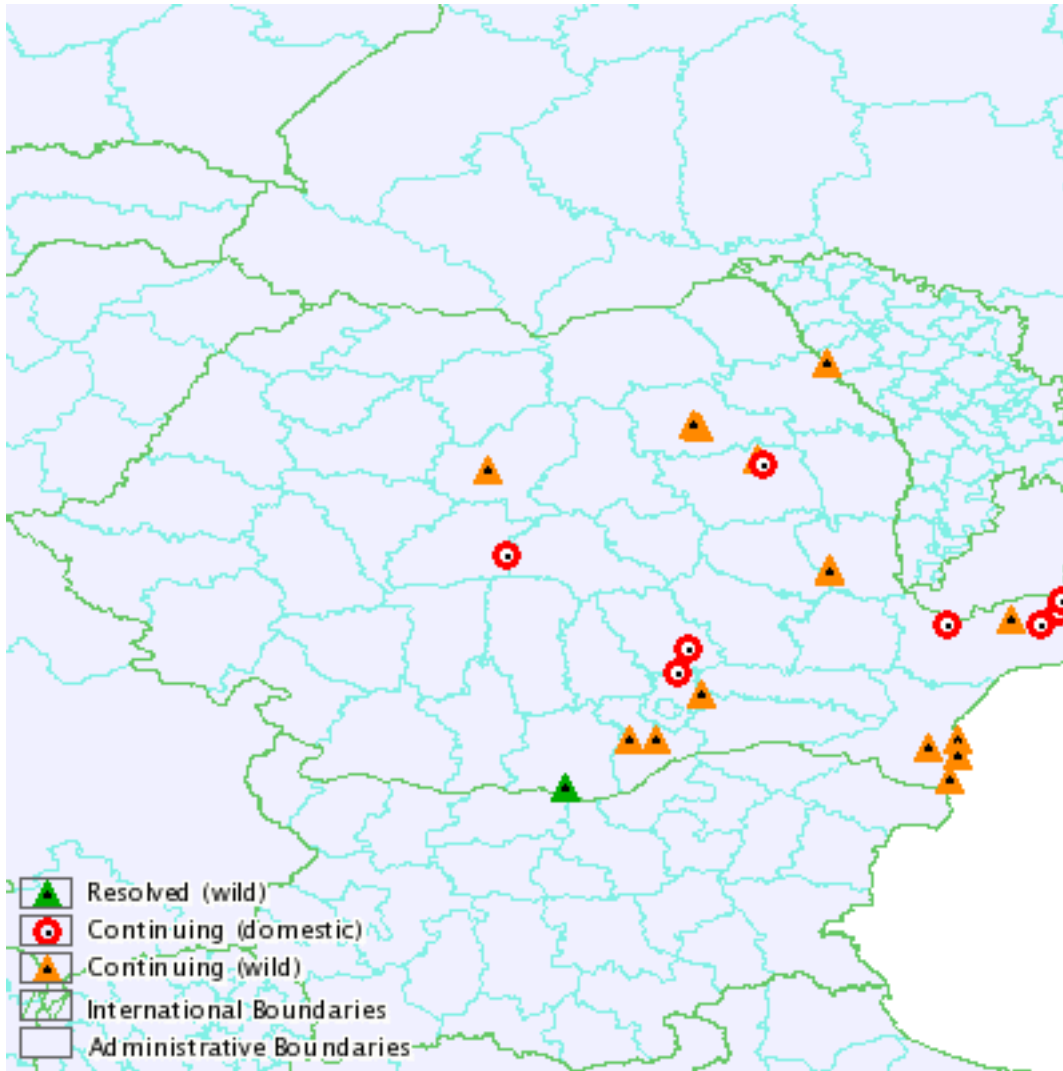 Resolved (wild)
Continuing (domestic)
Continuing (wild)
International Boundaries
Administrative Boundaries